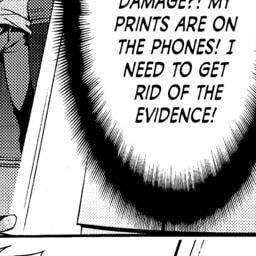 DAMAGE?! MY
PRINTS ARE ON
THE PHONES! I
NEED TO GET
RID OF THE
EVIDENCE!